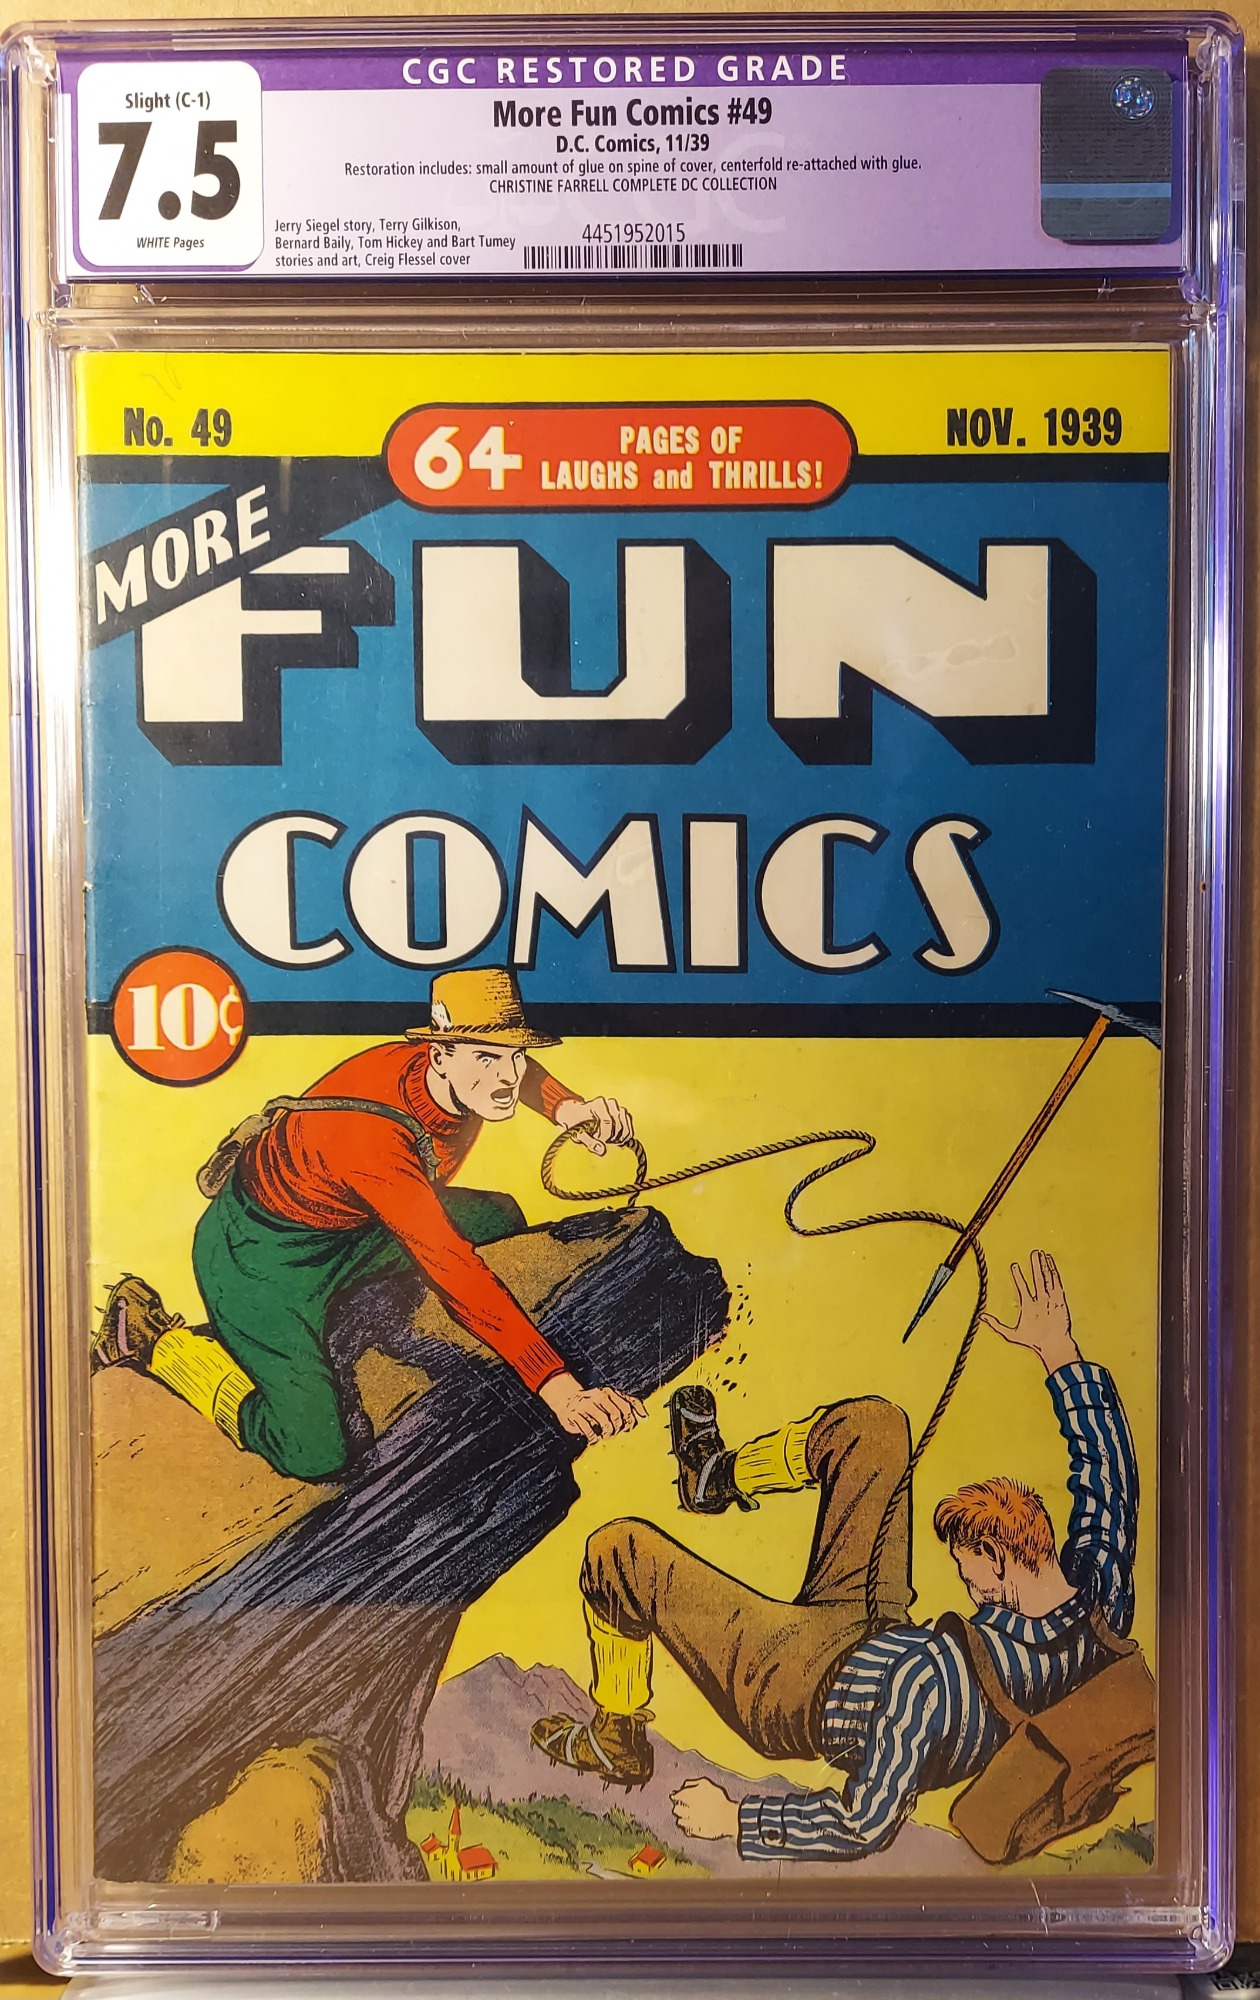 CGC RESTORED GRADE
Slight (C-1)
7.5
WHITE Pages
More Fun Comics #49
D.C. Comics, 11/39
Restoration includes: small amount of glue on spine of cover, centerfold re-attached with glue.
CHRISTINE FARRELL COMPLETE DC COLLECTION
Jerry Siegel story, Terry Gilkison,
Bernard Baily, Tom Hickey and Bart Tumey
stories and art, Creig Flessel cover
4451952015
No. 49
64 PAGES OF
LAUGHS and THRILLS!
NOV. 1939
MORE
FUN
COMICS
10¢